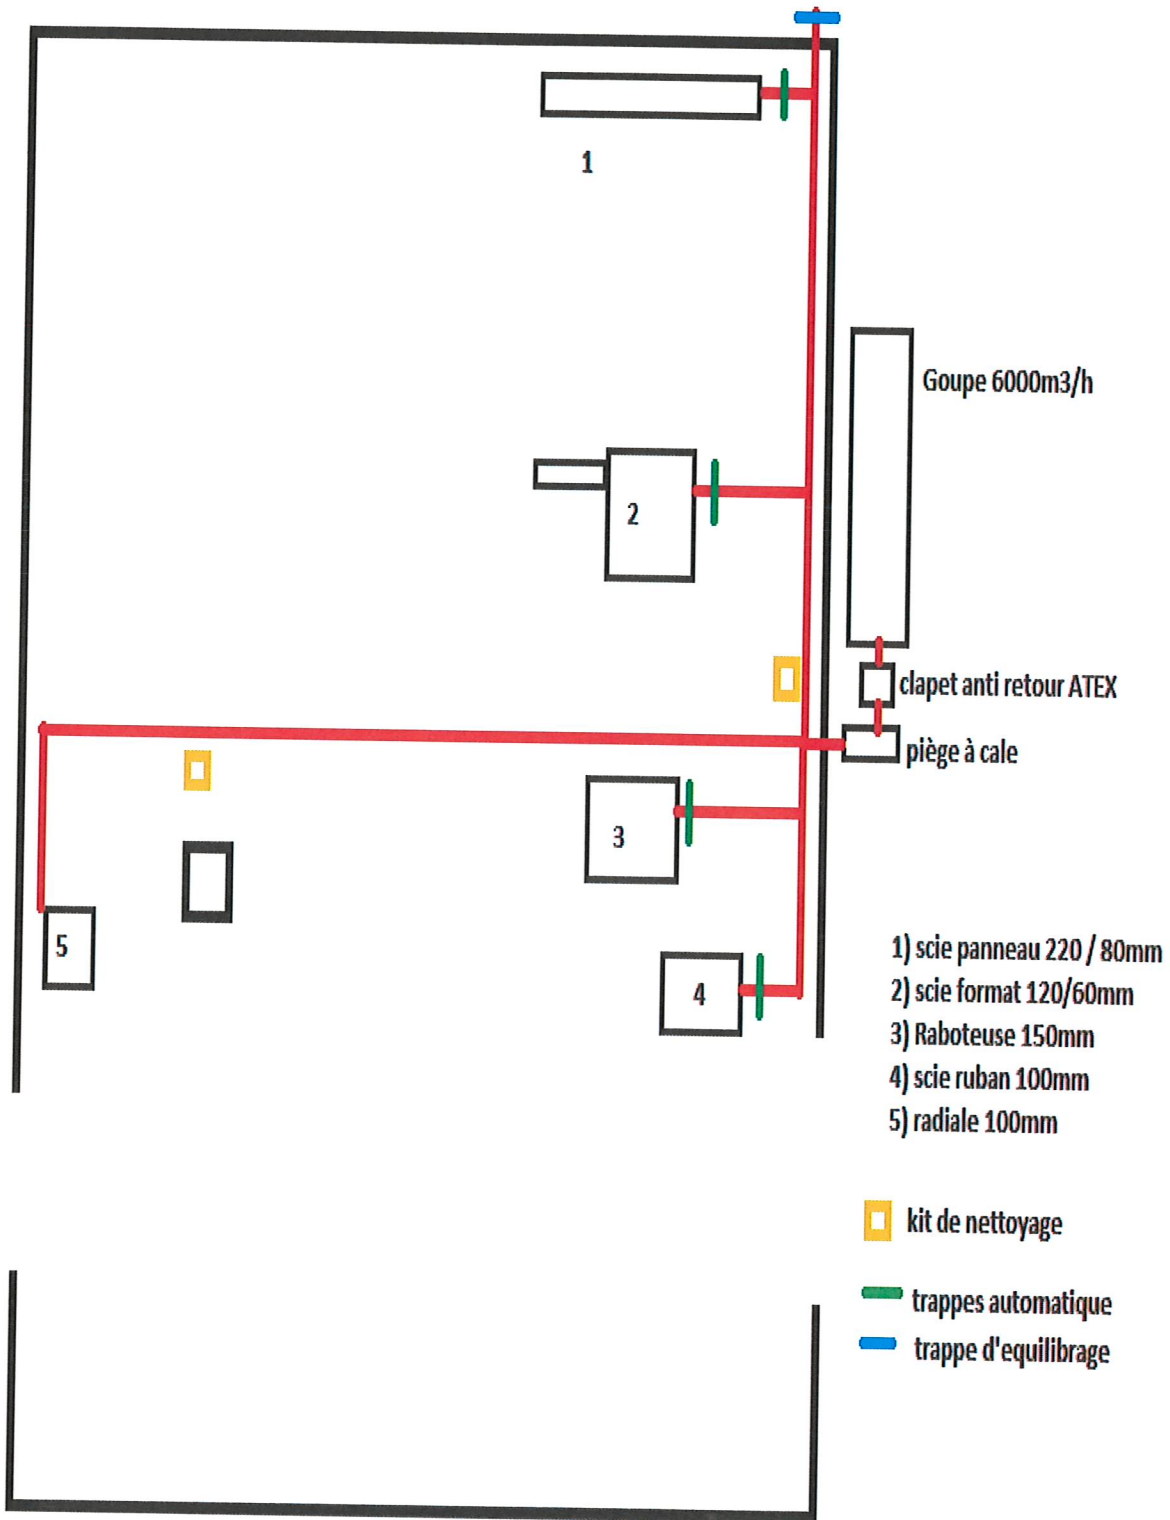 1
Goupe 6000m3/h
2
clapet anti retour ATEX
piège à cale
3
5
4
1) scie panneau 220 / 80mm
2) scie format 120/60mm
3) Raboteuse 150mm
4) scie ruban 100mm
5) radiale 100mm
kit de nettoyage
trappes automatique
trappe d'equilibrage